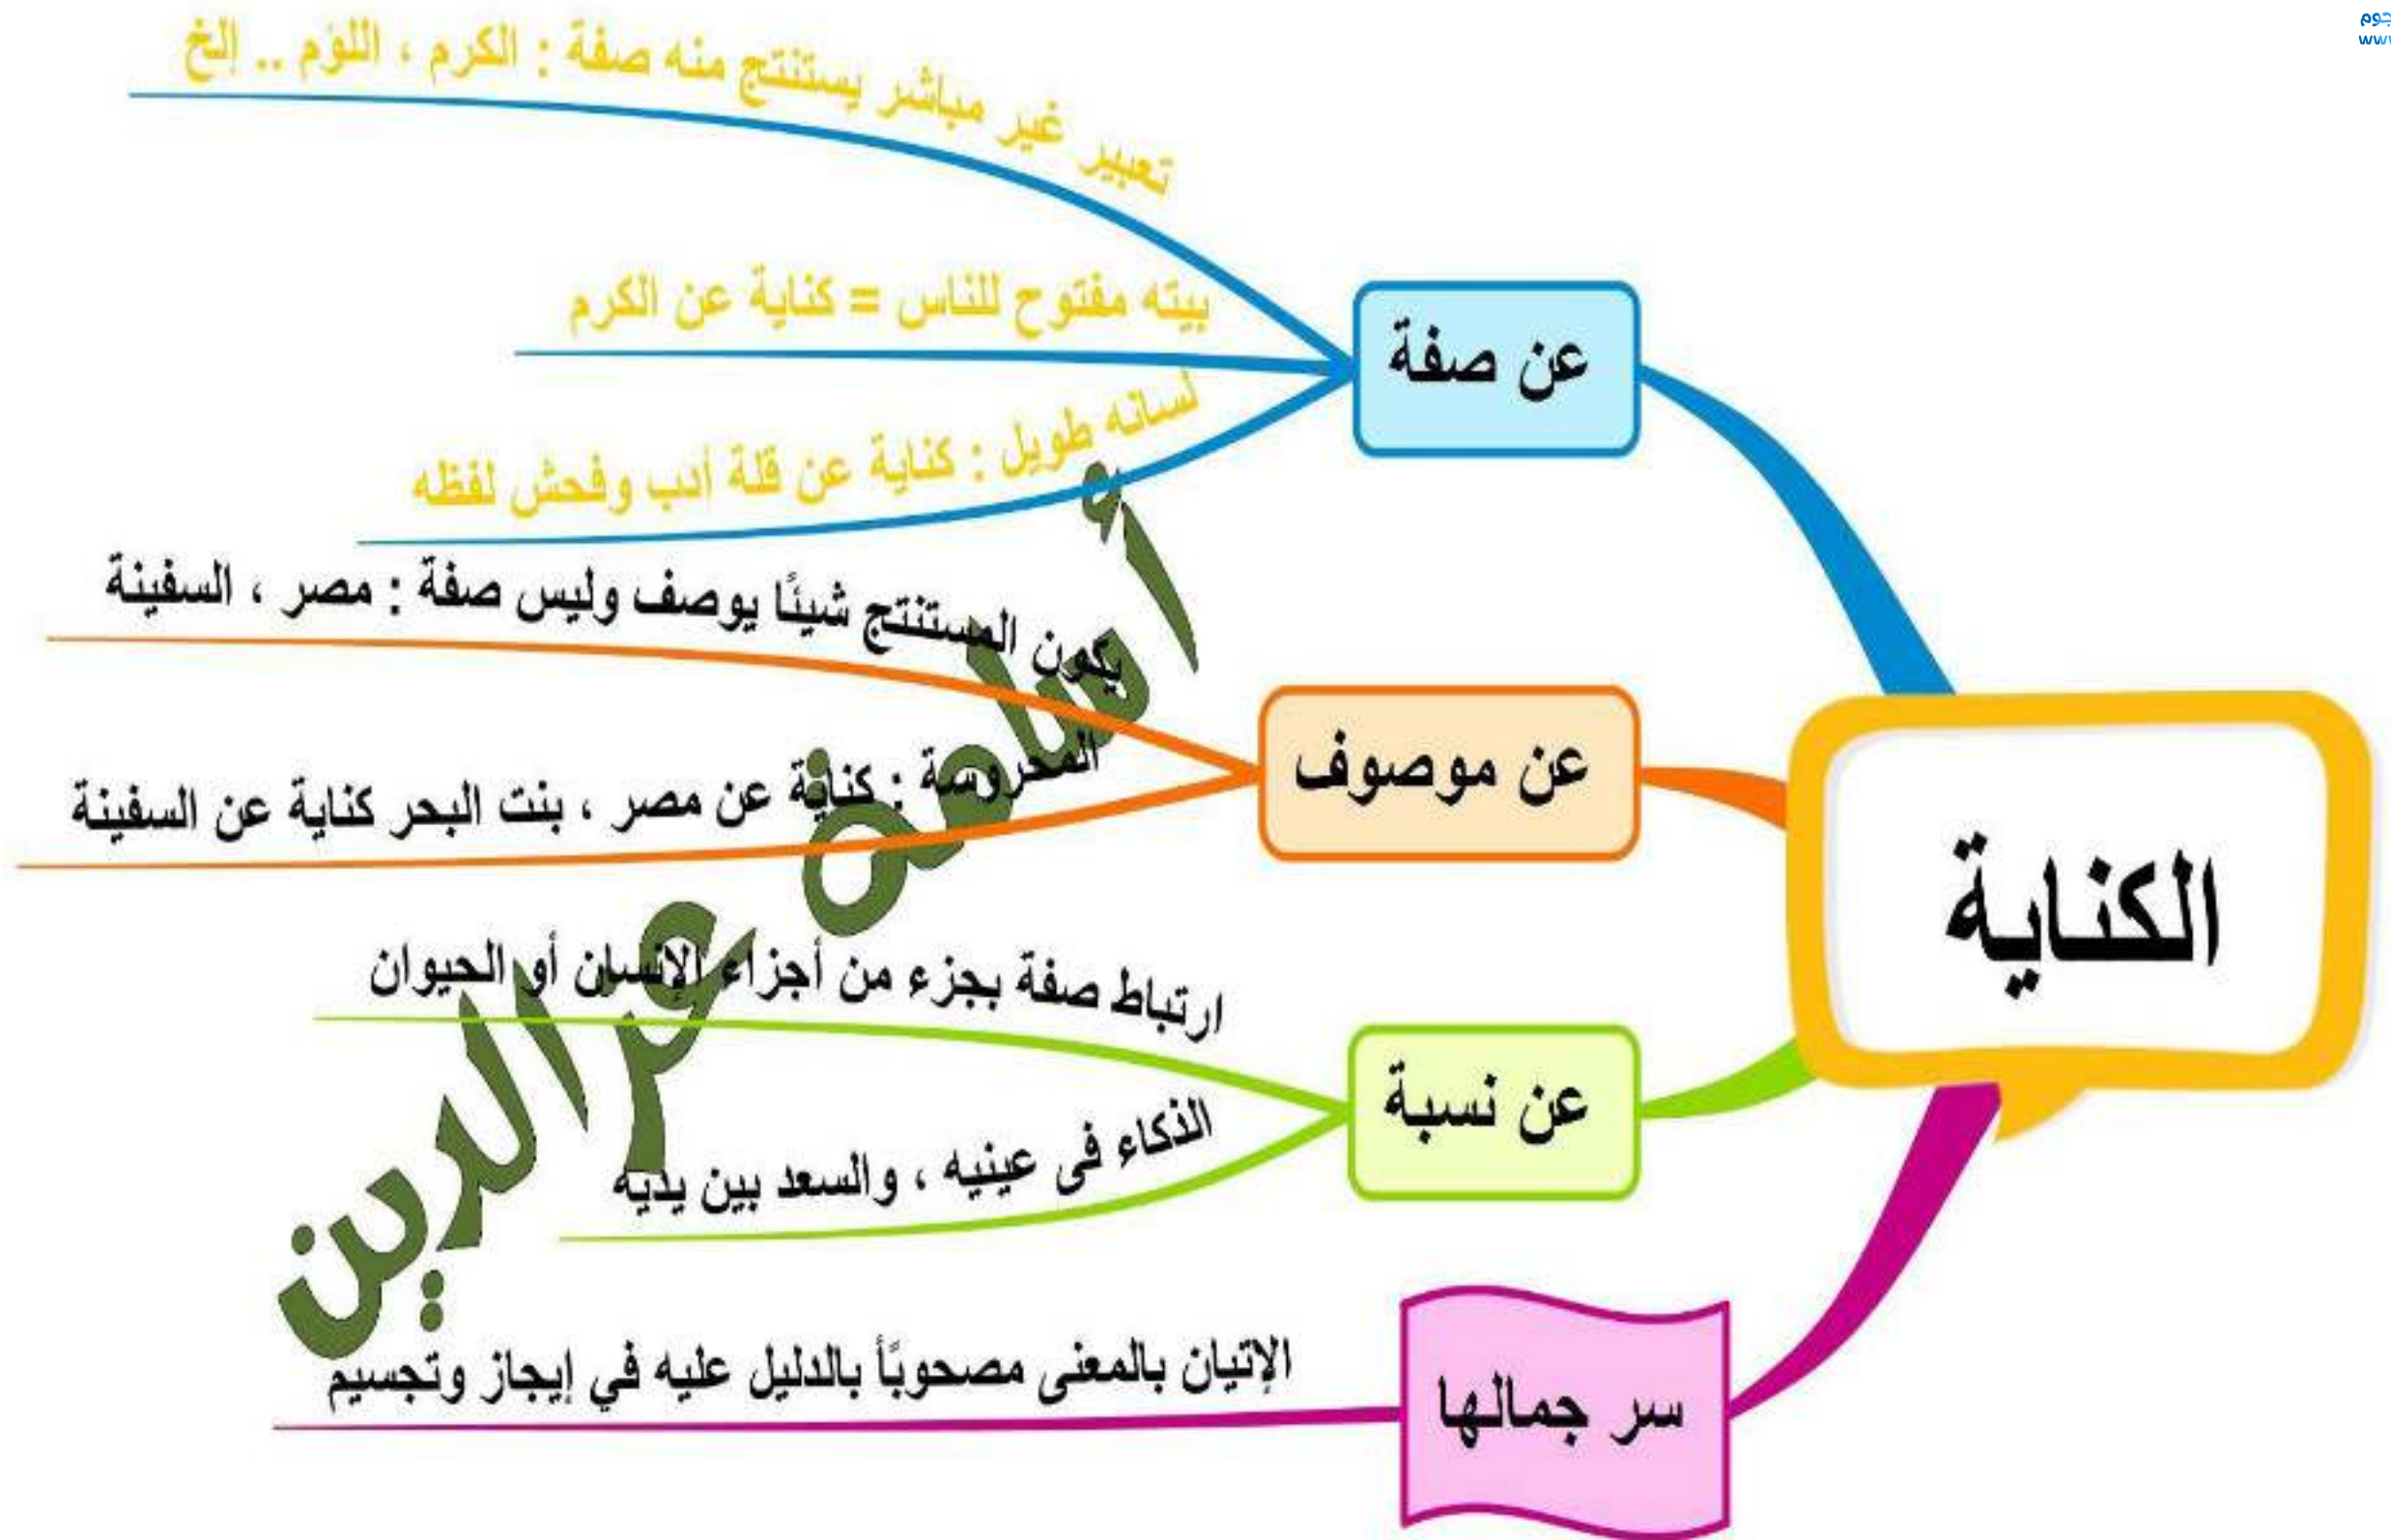 الكناية
عن صفة
تعبير غير مباشر يستنتج منه صفة : الكرم ، اللؤم .. إلخ
بيته مفتوح للناس = كناية عن الكرم
لسانه طويل : كناية عن قلة أدب وفحش لفظه
عن موصوف
يكون المستنتج شيئًا يوصف وليس صفة : مصر ، السفينة
المحروسة : كناية عن مصر ، بنت البحر كناية عن السفينة
عن نسبة
ارتباط صفة بجزء من أجزاء الإنسان أو الحيوان
الذكاء فى عينيه ، والسعد بين يديه
سر جمالها
الإتيان بالمعنى مصحوبًأ بالدليل عليه في إيجاز وتجسيم
أسامة عز الدين